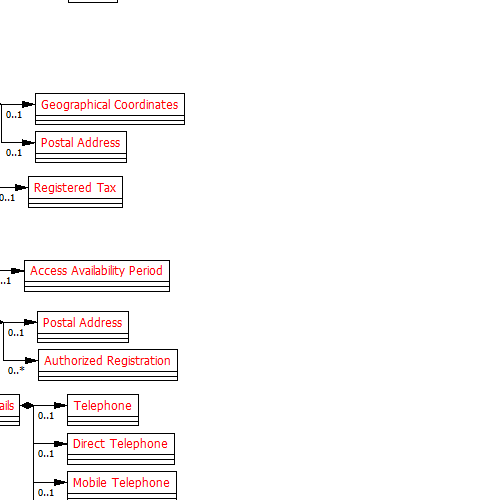 Geographical Coordinates
0..1
Postal Address
0..1
Registered Tax
0..1
Access Availability Period
..1
Postal Address
0..1
Authorized Registration
0..*
ails
Telephone
0..1
Direct Telephone
0..1
Mobile Telephone
0..1